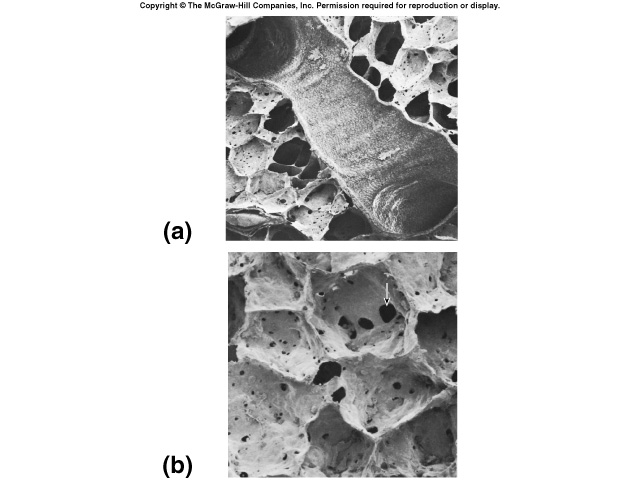 Copyright © The McGraw-Hill Companies, Inc. Permission required for reproduction or display.
(a)
(b)